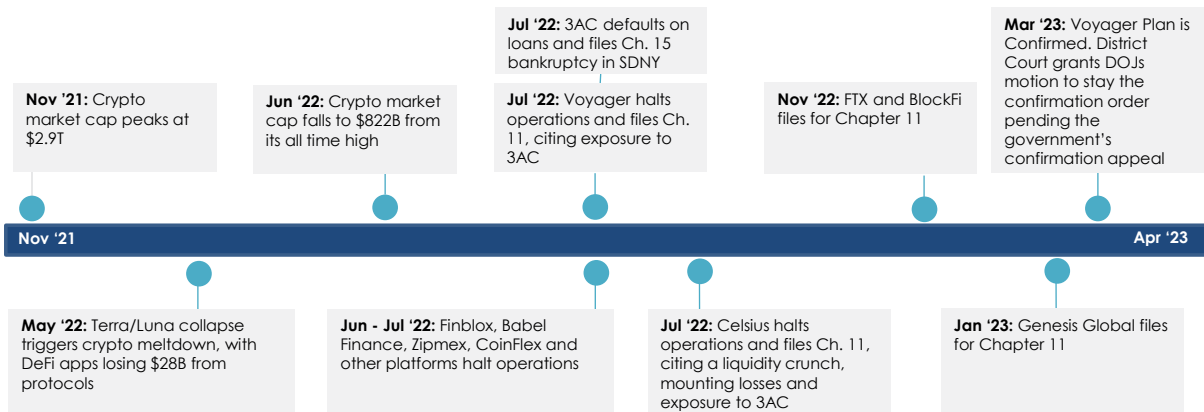 Nov ‘21: Crypto
market cap peaks at
$2.9T
Jun ‘22: Crypto market
cap falls to $822B from
its all time high
Jul ‘22: 3AC defaults on
loans and files Ch. 15
bankruptcy in SDNY
Jul ‘22: Voyager halts
operations and files Ch.
11, citing exposure to
3AC
Nov ‘22: FTX and BlockFi
files for Chapter 11
Mar ‘23: Voyager Plan is
Confirmed. District
Court grants DOJs
motion to stay the
confirmation order
pending the
government’s
confirmation appeal
Nov ‘21
Apr ‘23
May ‘22: Terra/Luna collapse
triggers crypto meltdown, with
DeFi apps losing $28B from
protocols
Jun - Jul ‘22: Finblox, Babel
Finance, Zipmex, CoinFlex and
other platforms halt operations
Jul ‘22: Celsius halts
operations and files Ch. 11,
citing a liquidity crunch,
mounting losses and
exposure to 3AC
Jan ‘23: Genesis Global files
for Chapter 11